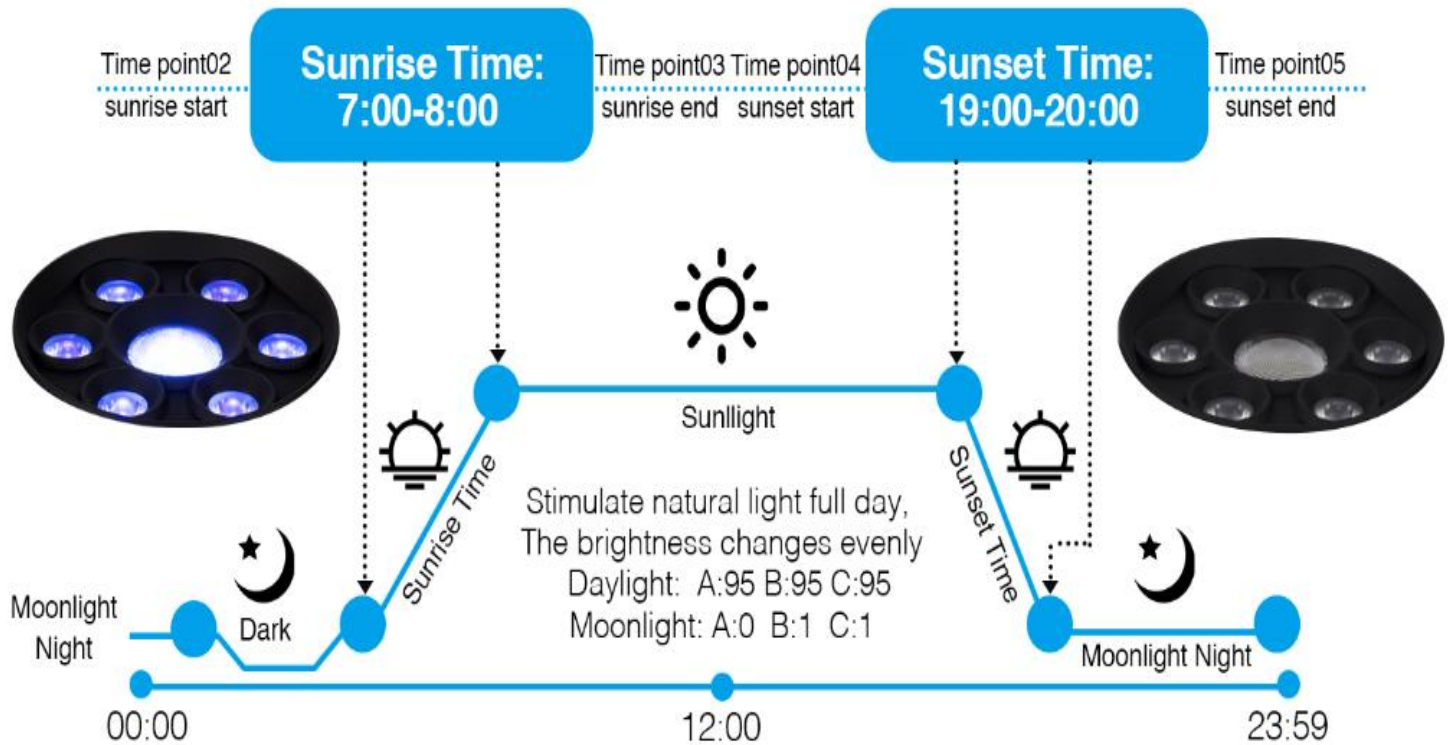 Time point02
sunrise start
Sunrise Time:
7:00-8:00
Time point03
sunrise end
Time point04
sunset start
Sunset Time:
19:00-20:00
Time point05
sunset end
Sunllight
Sunrise Time
Sunset Time
Stimulate natural light full day,
The brightness changes evenly
Daylight: A:95 B:95 C:95
Moonlight: A:0 B:1 C:1
Moonlight
Night
Dark
Moonlight Night
00:00
12:00
23:59